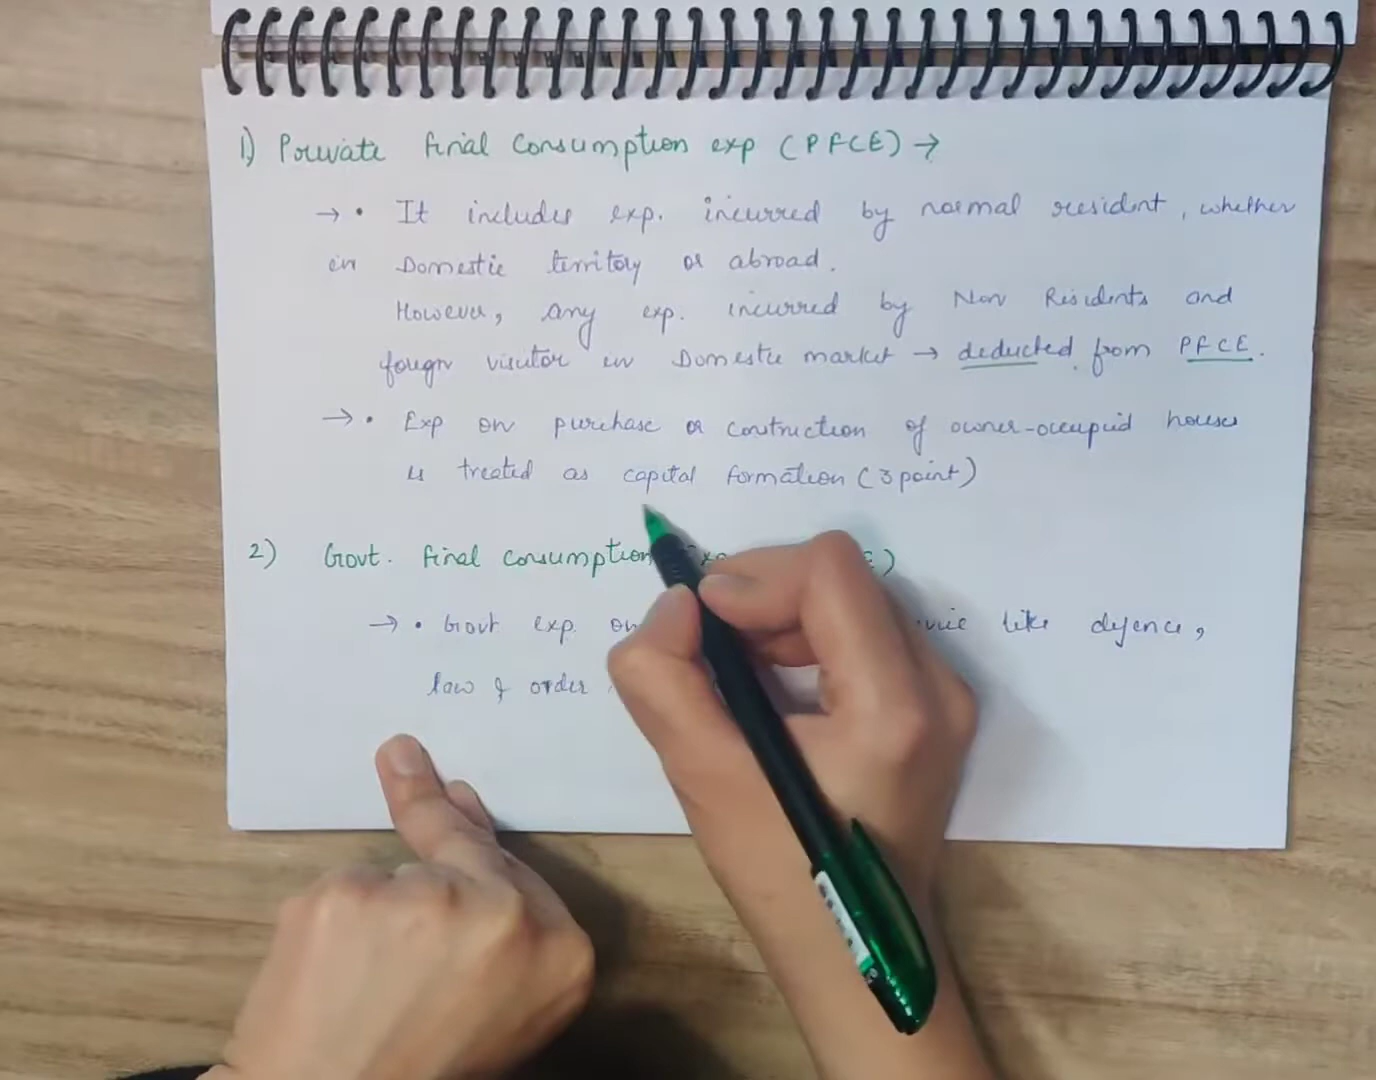 1) Private final Consumption exp (PFCE) →
→ • It includes exp. incurred by normal resident, whether
in Domestic territory or abroad.
However, any exp. incurred by Non Residents and
foreign visitor in Domestic market → deducted from PFCE.
→ • Exp on purchase or contruction of owner-occupied house
is treated as capital formation (3 point)
2) Govt. final consumption
→ • Govt exp. on like defence,
law & order